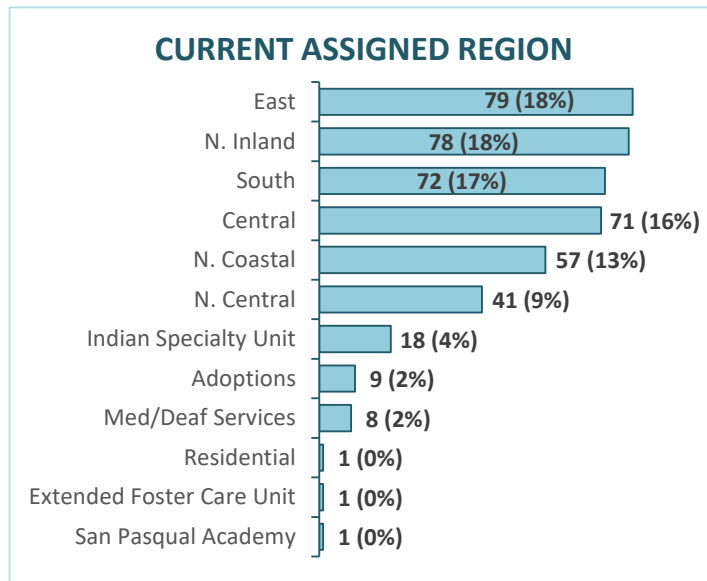 CURRENT ASSIGNED REGION
East 79 (18%)
N. Inland 78 (18%)
South 72 (17%)
Central 71 (16%)
N. Coastal 57 (13%)
N. Central 41 (9%)
Indian Specialty Unit 18 (4%)
Adoptions 9 (2%)
Med/Deaf Services 8 (2%)
Residential 1 (0%)
Extended Foster Care Unit 1 (0%)
San Pasqual Academy 1 (0%)